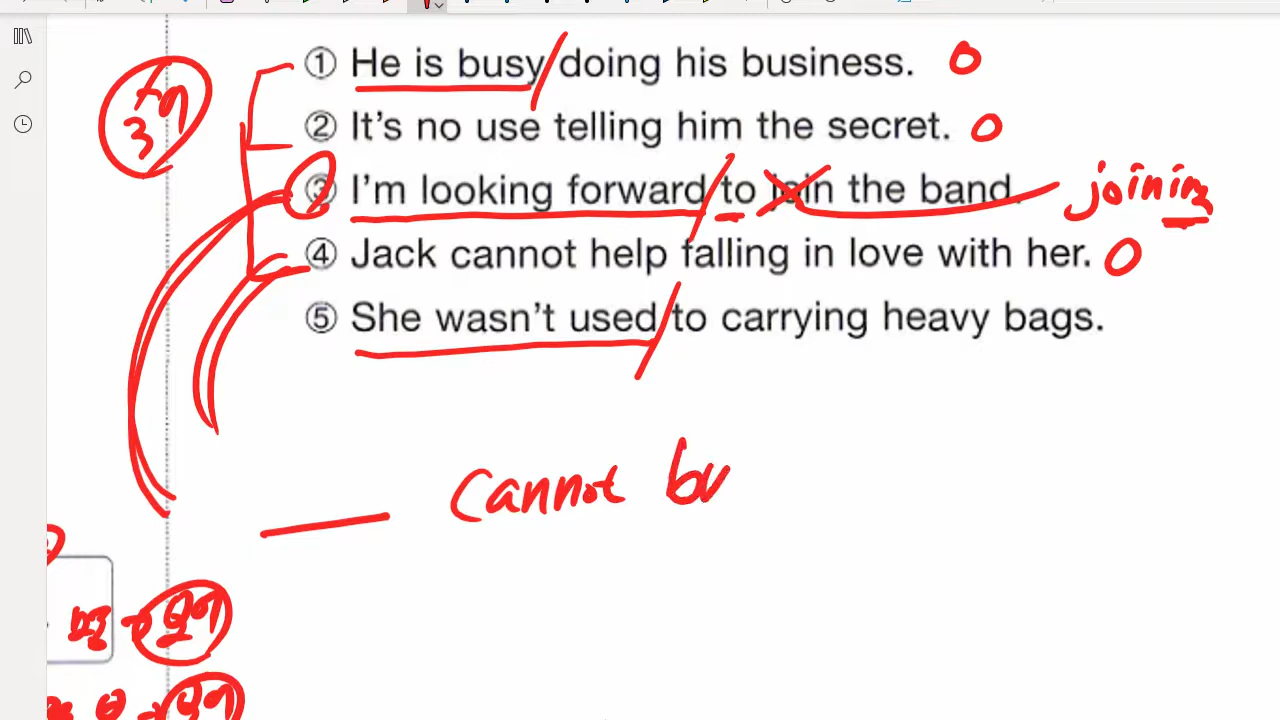 ① He is busy doing his business.
② It's no use telling him the secret.
③ I'm looking forward to join the band. joining
④ Jack cannot help falling in love with her.
⑤ She wasn't used to carrying heavy bags.
cannot bu